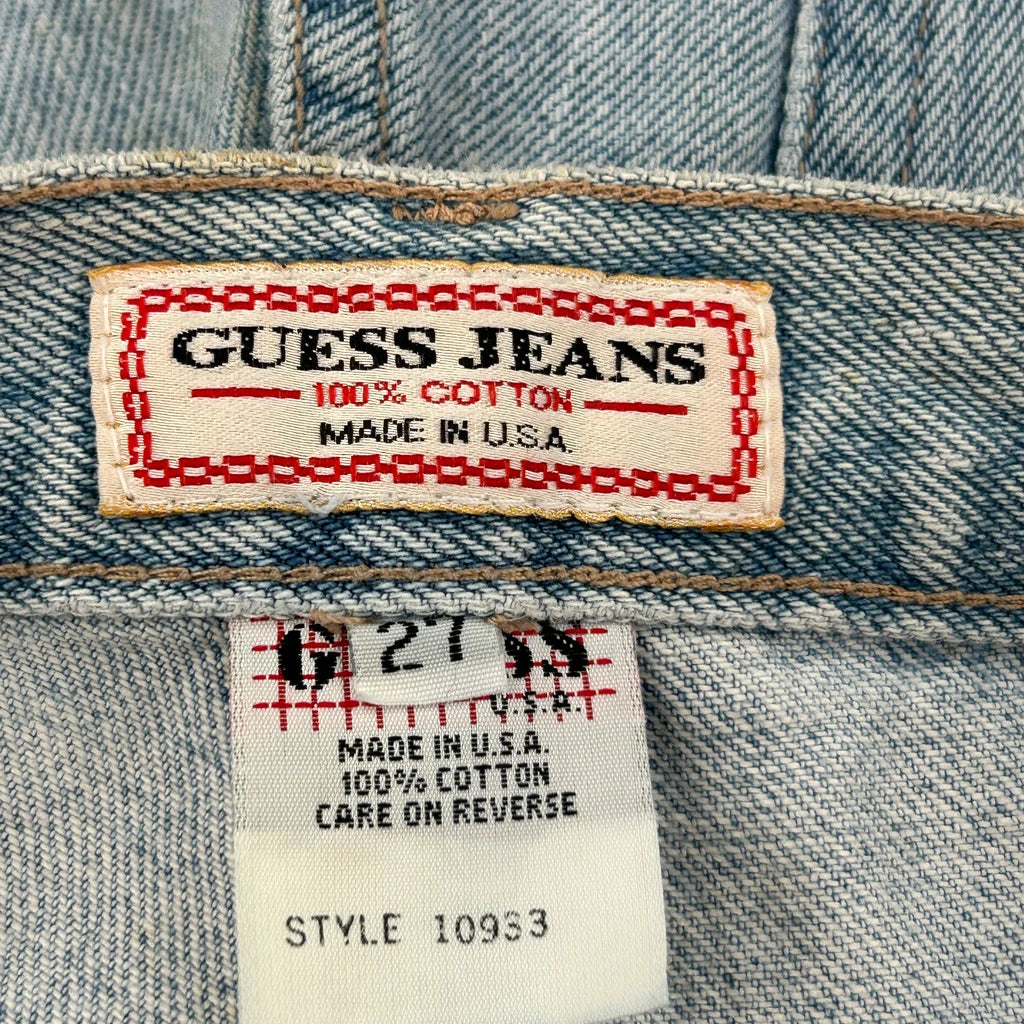 GUESS JEANS
100% COTTON
MADE IN U.S.A.
27
U.S.A.
MADE IN U.S.A.
100% COTTON
CARE ON REVERSE
STYLE 10933